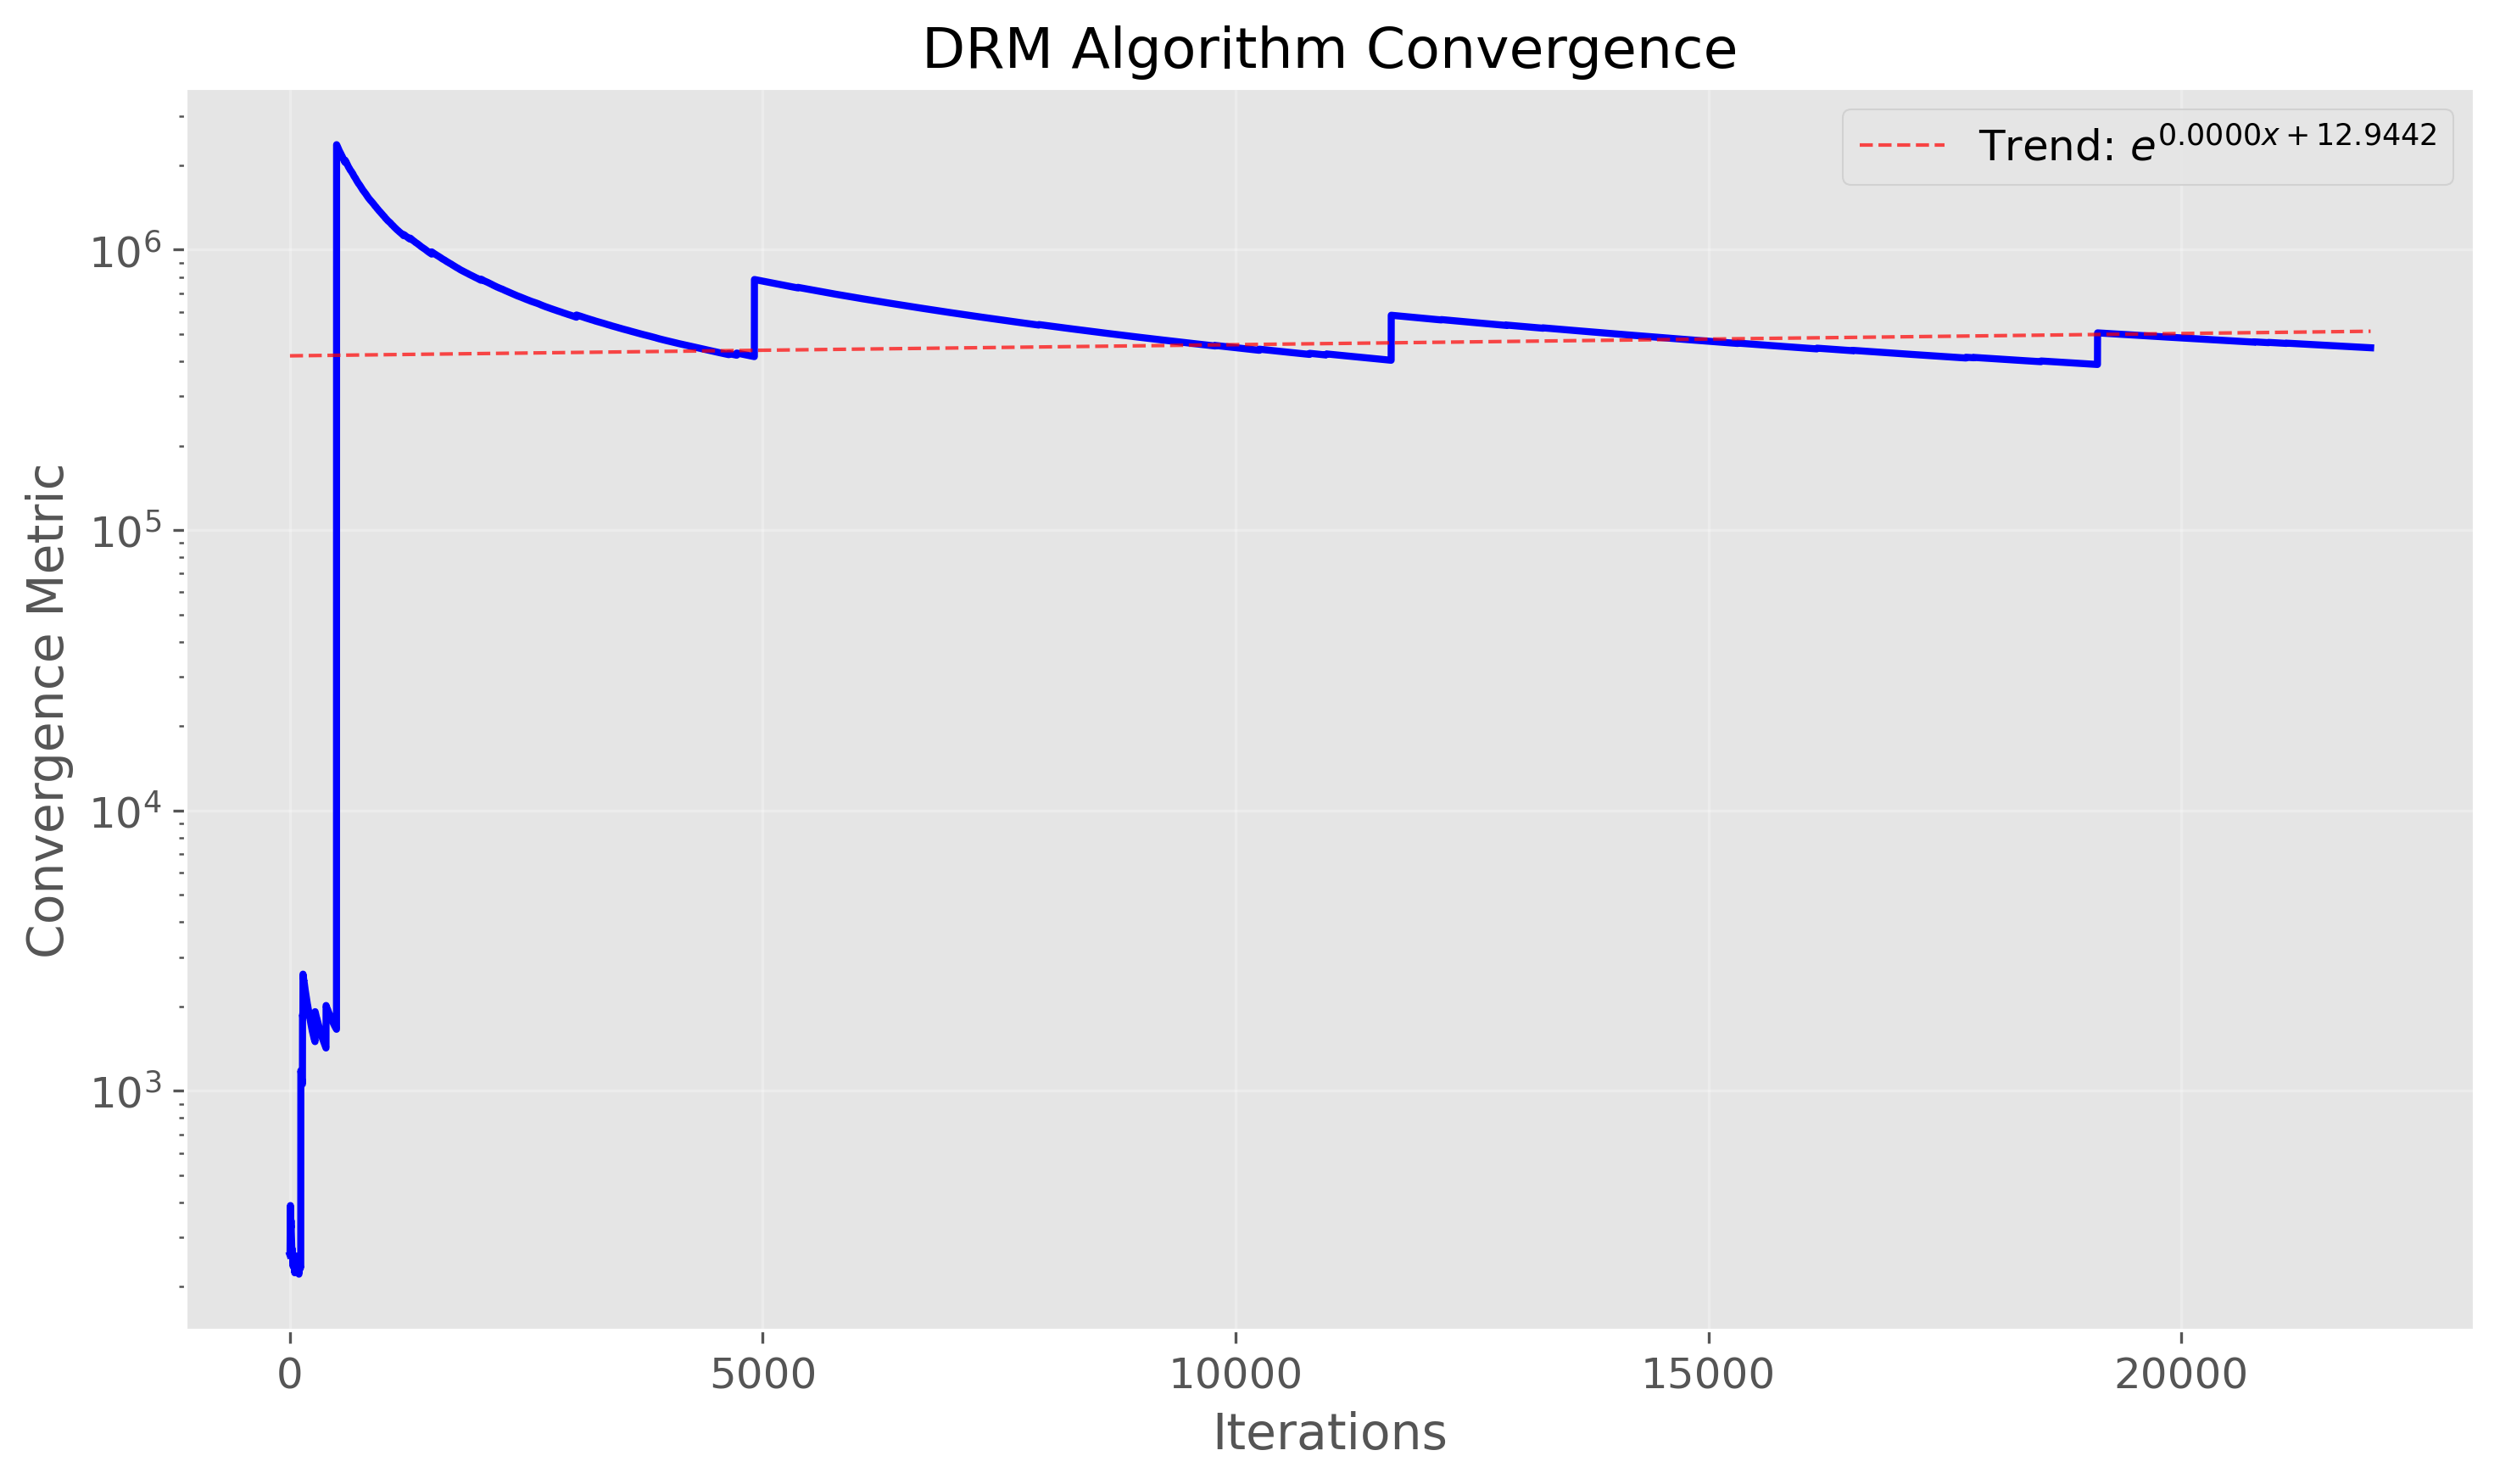 DRM Algorithm Convergence
Trend: e^0.0000x + 12.9442
Convergence Metric
10^6
10^5
10^4
10^3
0 5000 10000 15000 20000
Iterations